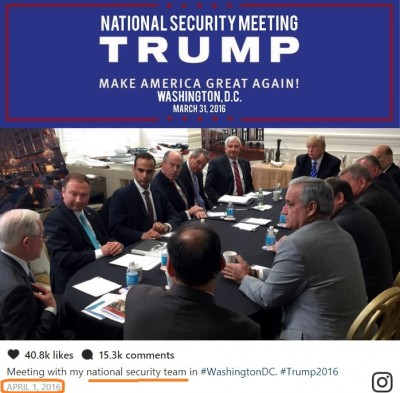 NATIONAL SECURITY MEETING
TRUMP
MAKE AMERICA GREAT AGAIN!
WASHINGTON, D.C.
MARCH 31, 2016
40.8k likes 15.3k comments
Meeting with my national security team in #WashingtonDC. #Trump2016
APRIL 1, 2016